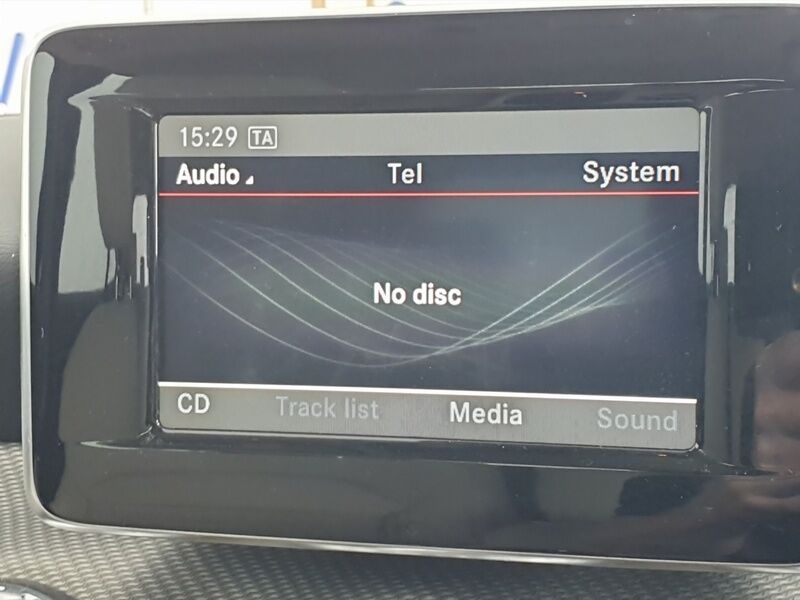 15:29 TA
Audio Tel System
No disc
CD Track list Media Sound